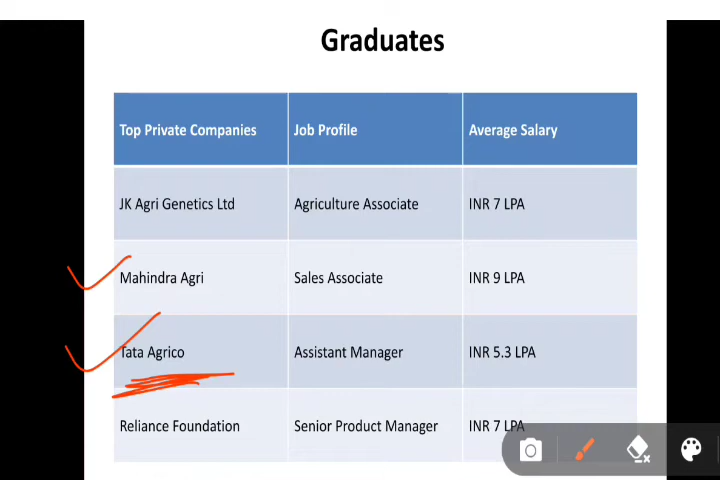 Graduates
Top Private Companies Job Profile Average Salary
JK Agri Genetics Ltd Agriculture Associate INR 7 LPA
Mahindra Agri Sales Associate INR 9 LPA
Tata Agrico Assistant Manager INR 5.3 LPA
Reliance Foundation Senior Product Manager INR 7 LPA